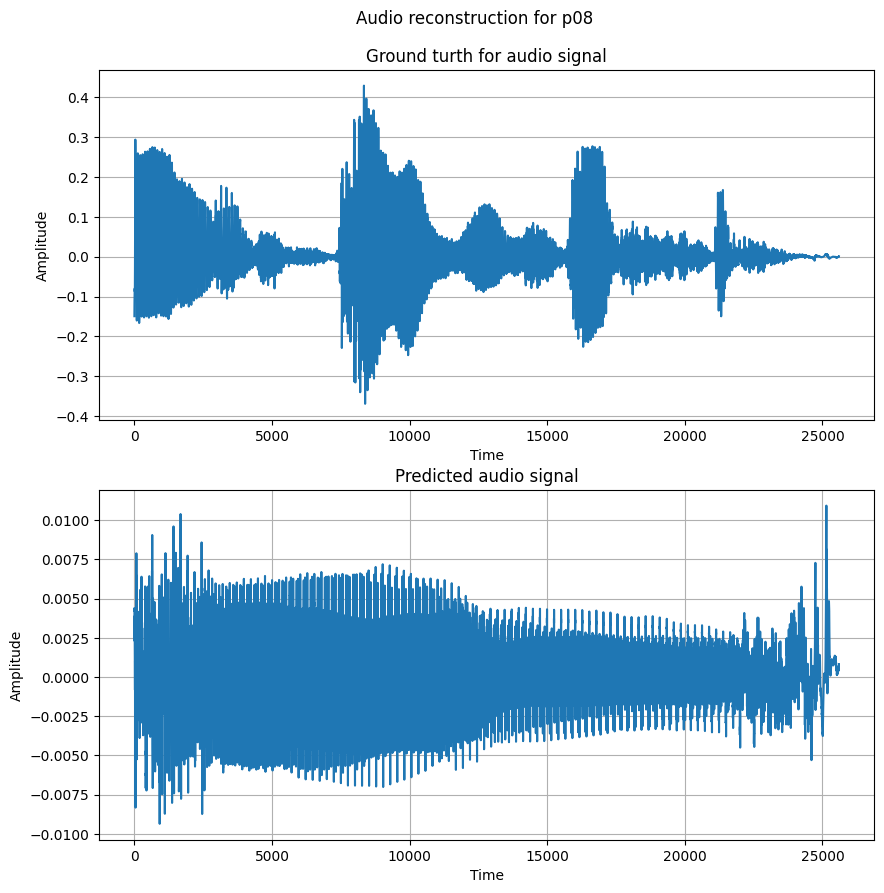 Audio reconstruction for p08
Ground turth for audio signal
0.4
0.3
0.2
0.1
0.0
−0.1
−0.2
−0.3
−0.4
Amplitude
0 5000 10000 15000 20000 25000
Time
Predicted audio signal
0.0100
0.0075
0.0050
0.0025
0.0000
−0.0025
−0.0050
−0.0075
−0.0100
Amplitude
0 5000 10000 15000 20000 25000
Time